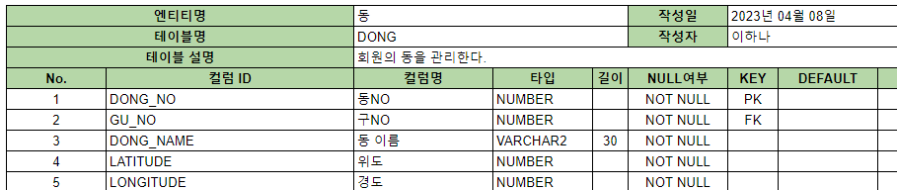 엔티티명 동 작성일 2023년 04월 08일
테이블명 DONG 작성자 이하나
테이블 설명 회원의 동을 관리한다.
No. 컬럼 ID 컬럼명 타입 길이 NULL여부 KEY DEFAULT
1 DONG_NO 동NO NUMBER NOT NULL PK
2 GU_NO 구NO NUMBER NOT NULL FK
3 DONG_NAME 동 이름 VARCHAR2 30 NOT NULL
4 LATITUDE 위도 NUMBER NOT NULL
5 LONGITUDE 경도 NUMBER NOT NULL